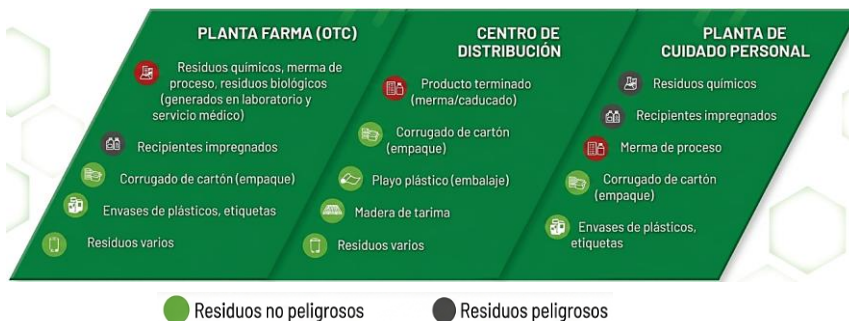 PLANTA FARMA (OTC)
Residuos químicos, merma de
proceso, residuos biológicos
(generados en laboratorio y
servicio médico)
Recipientes impregnados
Corrugado de cartón (empaque)
Envases de plásticos, etiquetas
Residuos varios
CENTRO DE
DISTRIBUCIÓN
Producto terminado
(merma/caducado)
Corrugado de cartón
(empaque)
Playo plástico (embalaje)
Madera de tarima
Residuos varios
PLANTA DE
CUIDADO PERSONAL
Residuos químicos
Recipientes impregnados
Merma de proceso
Corrugado de cartón
(empaque)
Envases de plásticos,
etiquetas
Residuos no peligrosos
Residuos peligrosos